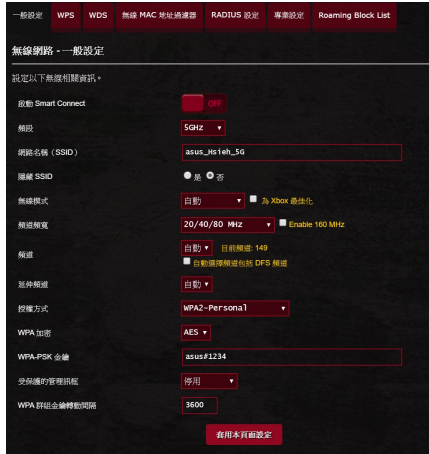 一般設定 WPS WDS 無線 MAC 地址過濾器 RADIUS 設定 專業設定 Roaming Block List
無線網路 - 一般設定
設定以下無線相關資訊。
啟動 Smart Connect OFF
頻段 5GHz
網路名稱（SSID） asus_Hsieh_5G
隱藏 SSID 是 否
無線模式 自動 為 Xbox 最佳化
頻道頻寬 20/40/80 MHz Enable 160 MHz
頻道 自動 目前頻道: 149
自動選擇頻道包括 DFS 頻道
延伸頻道 自動
授權方式 WPA2-Personal
WPA 加密 AES
WPA-PSK 金鑰 asus#1234
受保護的管理訊框 停用
WPA 群組金鑰轉動間隔 3600
套用本頁面設定